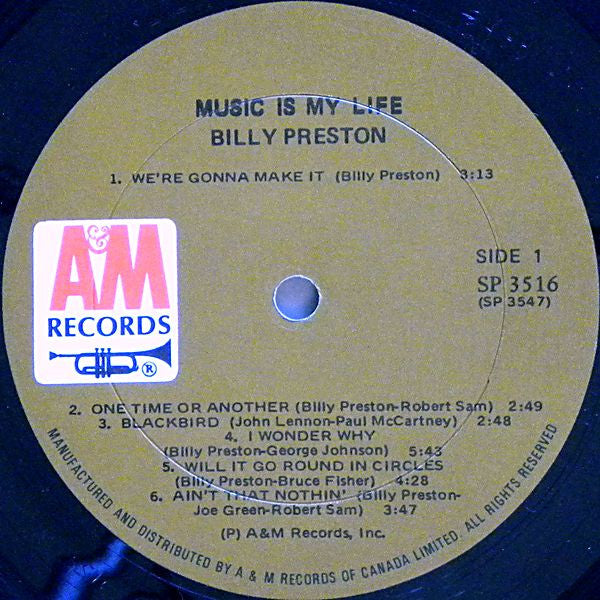 MUSIC IS MY LIFE
BILLY PRESTON
1. WE'RE GONNA MAKE IT (Billy Preston) 3:13
A&M
RECORDS
®
SIDE 1
SP 3516
(SP 3547)
2. ONE TIME OR ANOTHER (Billy Preston-Robert Sam) 2:49
3. BLACKBIRD (John Lennon-Paul McCartney) 2:48
4. I WONDER WHY
(Billy Preston-George Johnson) 5:43
5. WILL IT GO ROUND IN CIRCLES
(Billy Preston-Bruce Fisher) 4:28
6. AIN'T THAT NOTHIN' (Billy Preston-
Joe Green-Robert Sam) 3:47
(P) A&M Records, Inc.
MANUFACTURED AND DISTRIBUTED BY A & M RECORDS OF CANADA LIMITED. ALL RIGHTS RESERVED